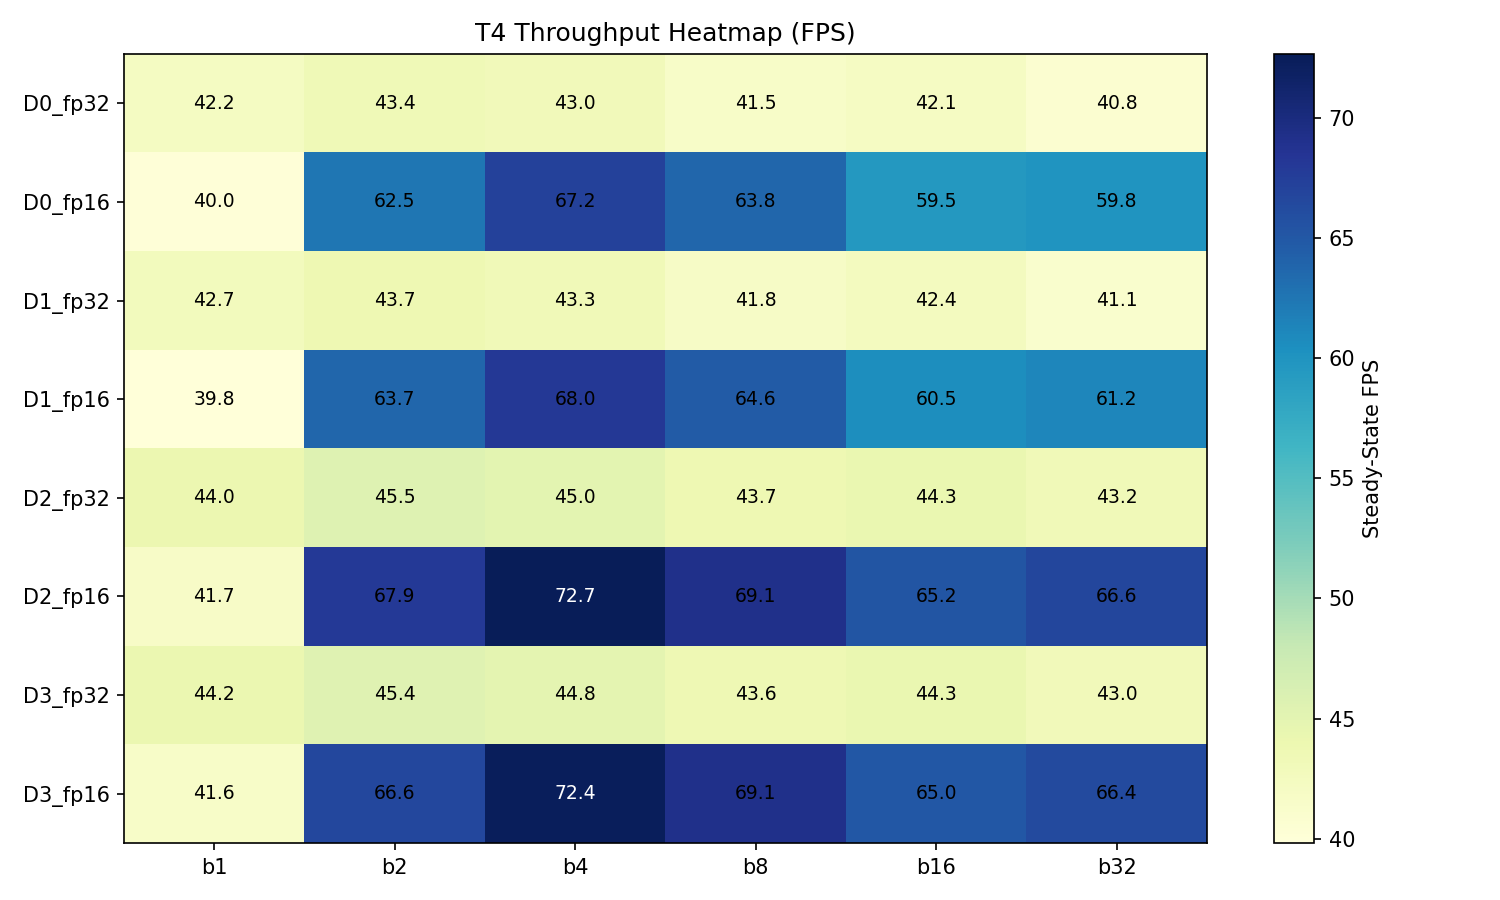 T4 Throughput Heatmap (FPS)
D0_fp32 42.2 43.4 43.0 41.5 42.1 40.8
D0_fp16 40.0 62.5 67.2 63.8 59.5 59.8
D1_fp32 42.7 43.7 43.3 41.8 42.4 41.1
D1_fp16 39.8 63.7 68.0 64.6 60.5 61.2
D2_fp32 44.0 45.5 45.0 43.7 44.3 43.2
D2_fp16 41.7 67.9 72.7 69.1 65.2 66.6
D3_fp32 44.2 45.4 44.8 43.6 44.3 43.0
D3_fp16 41.6 66.6 72.4 69.1 65.0 66.4
b1 b2 b4 b8 b16 b32
70
65
60
55
50
45
40
Steady-State FPS